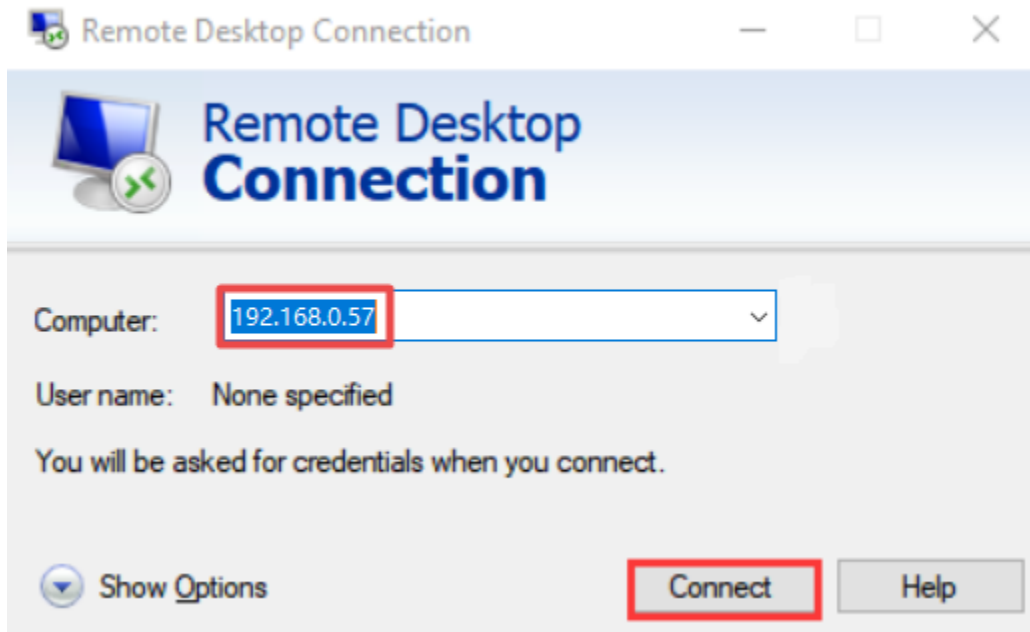 Remote Desktop Connection
Remote Desktop
Connection
Computer: 192.168.0.57
User name: None specified
You will be asked for credentials when you connect.
Show Options Connect Help